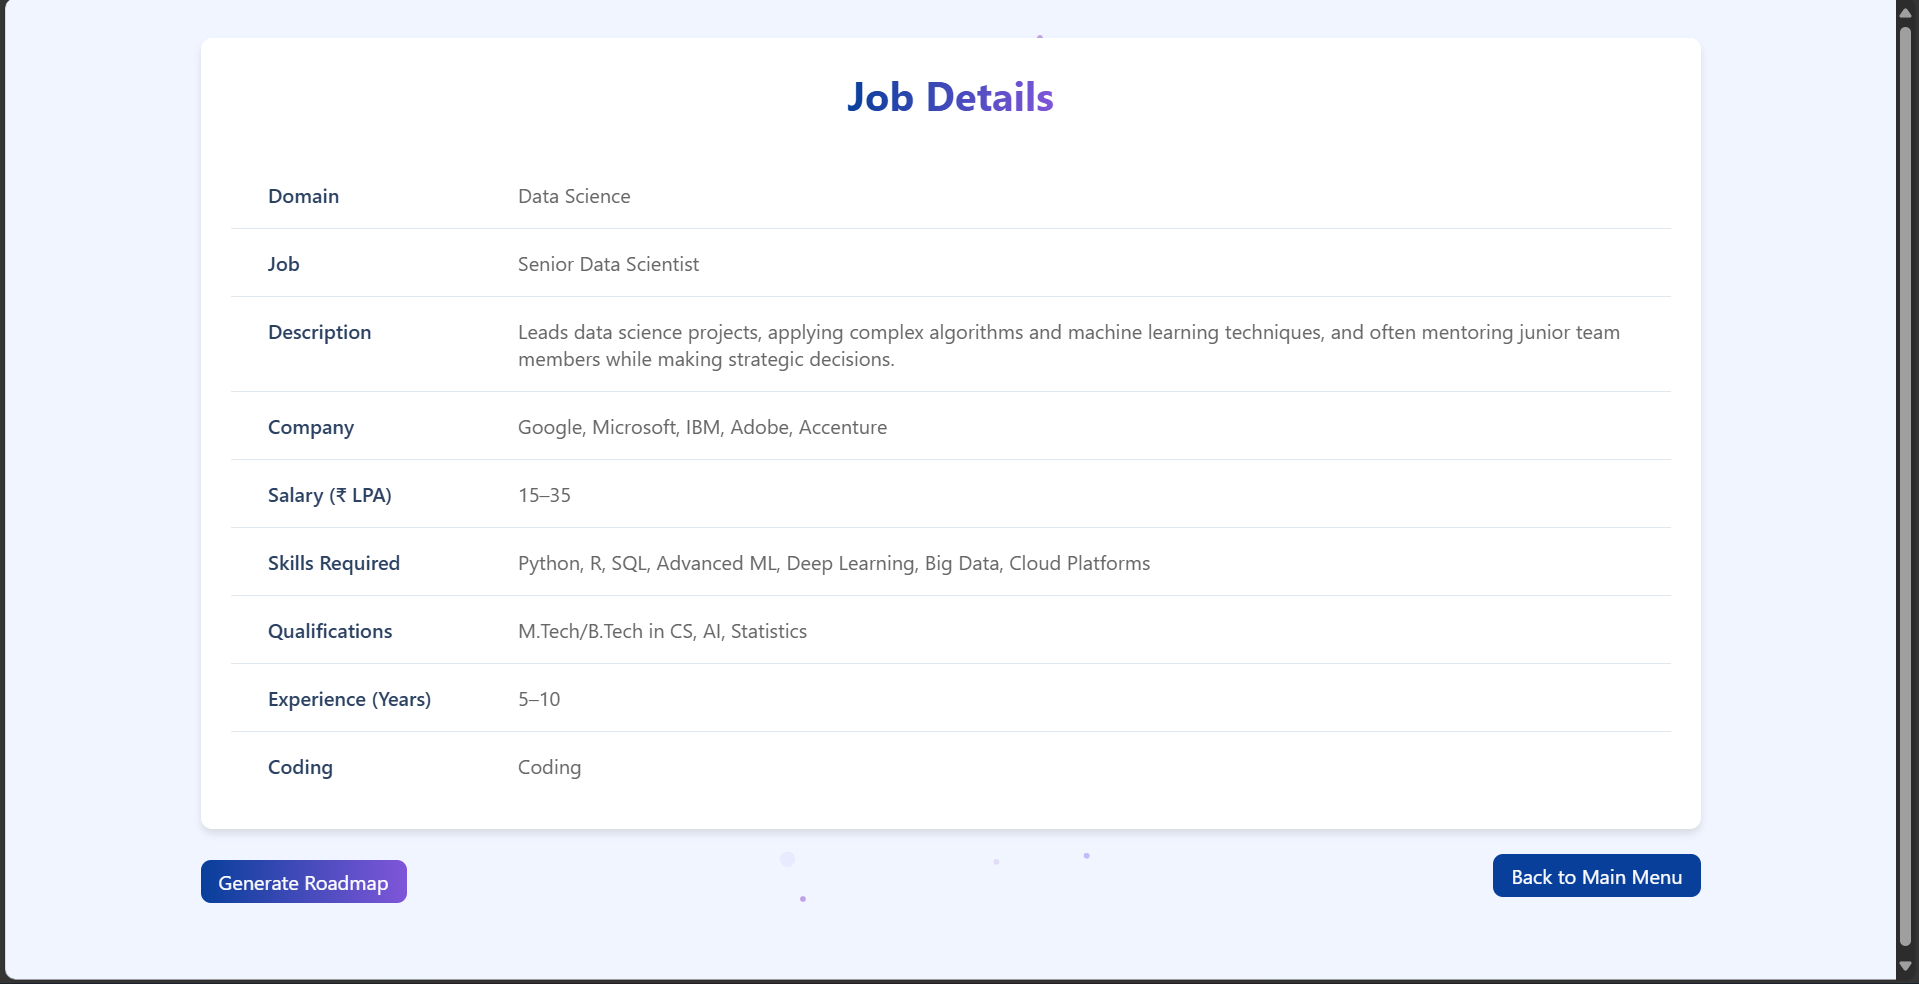 Job Details
Domain
Data Science
Job
Senior Data Scientist
Description
Leads data science projects, applying complex algorithms and machine learning techniques, and often mentoring junior team
members while making strategic decisions.
Company
Google, Microsoft, IBM, Adobe, Accenture
Salary (₹ LPA)
15–35
Skills Required
Python, R, SQL, Advanced ML, Deep Learning, Big Data, Cloud Platforms
Qualifications
M.Tech/B.Tech in CS, AI, Statistics
Experience (Years)
5–10
Coding
Coding
Generate Roadmap
Back to Main Menu